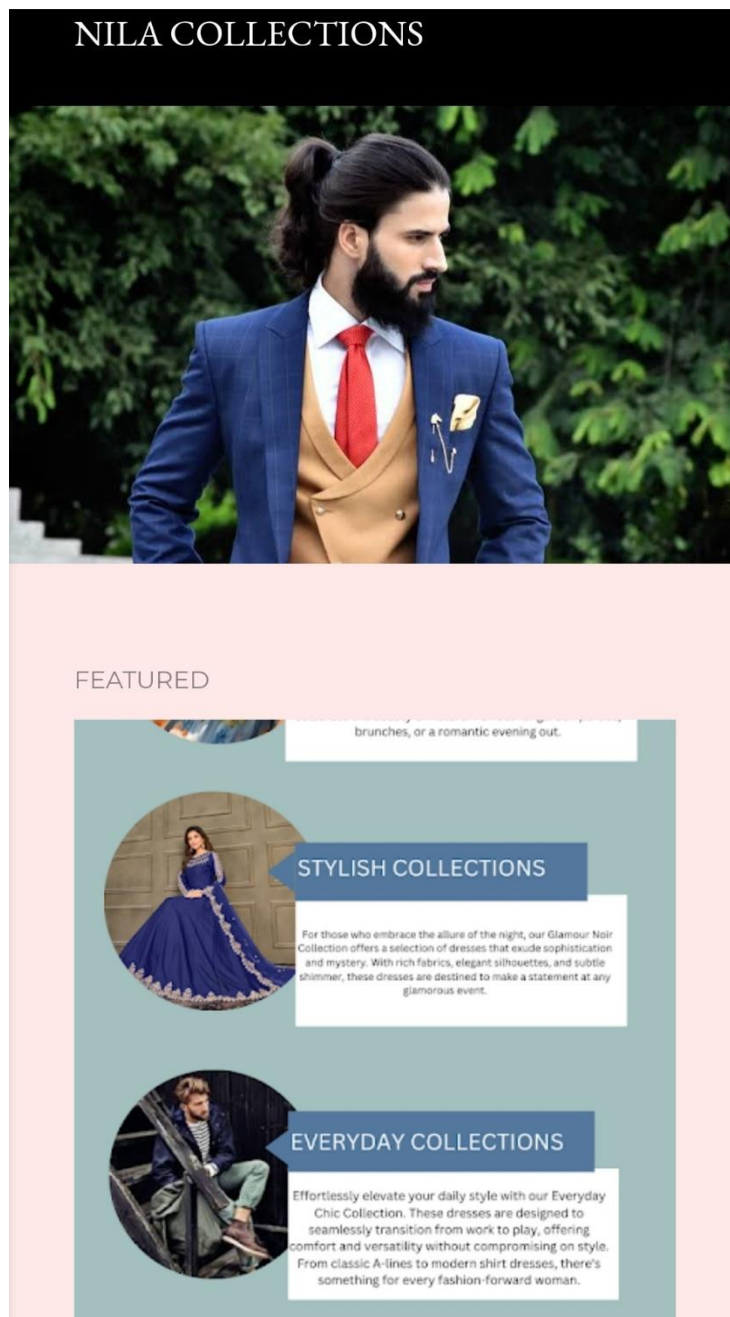 NILA COLLECTIONS
FEATURED
brunches, or a romantic evening out.
STYLISH COLLECTIONS
For those who embrace the allure of the night, our Glamour Noir
Collection offers a selection of dresses that exude sophistication
and mystery. With rich fabrics, elegant silhouettes, and subtle
shimmer, these dresses are destined to make a statement at any
glamorous event.
EVERYDAY COLLECTIONS
Effortlessly elevate your daily style with our Everyday
Chic Collection. These dresses are designed to
seamlessly transition from work to play, offering
comfort and versatility without compromising on style.
From classic A-lines to modern shirt dresses, there's
something for every fashion-forward woman.